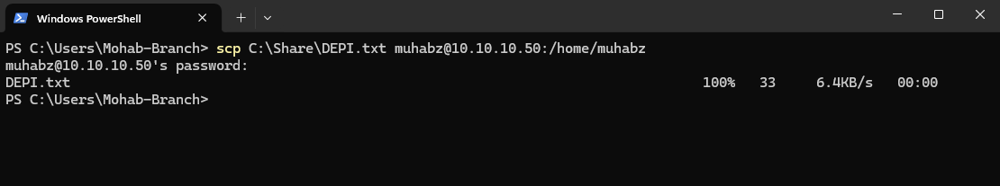 Windows PowerShell
PS C:\Users\Mohab-Branch> scp C:\Share\DEPI.txt muhabz@10.10.10.50:/home/muhabz
muhabz@10.10.10.50's password:
DEPI.txt 100% 33 6.4KB/s 00:00
PS C:\Users\Mohab-Branch>